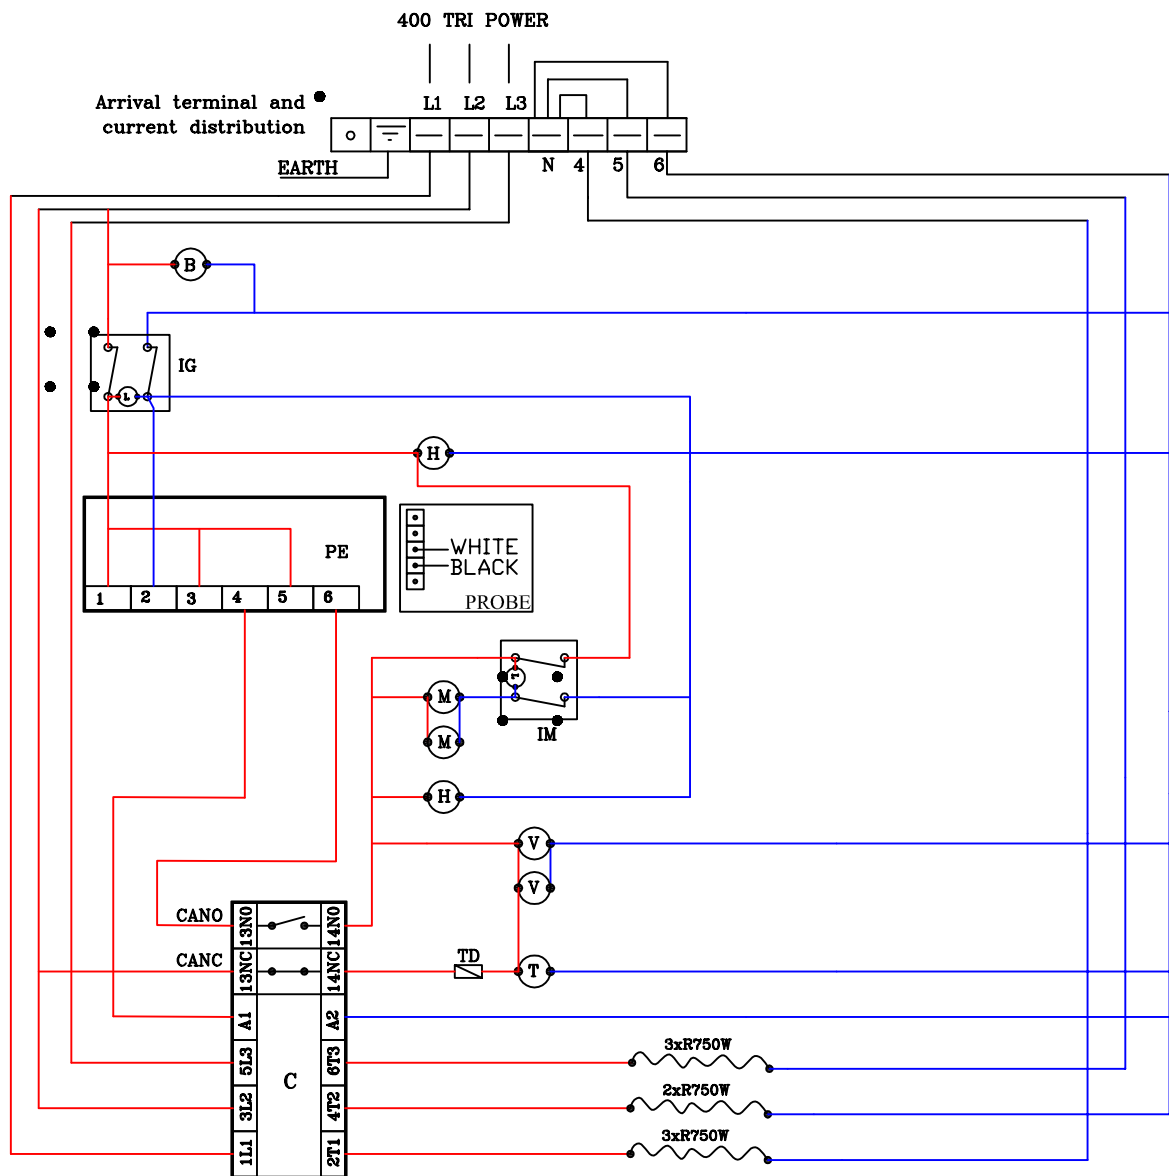 400 TRI POWER
Arrival terminal and
current distribution
L1 L2 L3
EARTH
N 4 5 6
B
IG
L
H
PE
1 2 3 4 5 6
WHITE
BLACK
PROBE
M
M
IM
H
V
V
CANO 13NO 14NO
CANC 13NC 14NC
TD
T
A1 A2
5L3 6T3
3xR750W
C
3L2 4T2
2xR750W
1L1 2T1
3xR750W